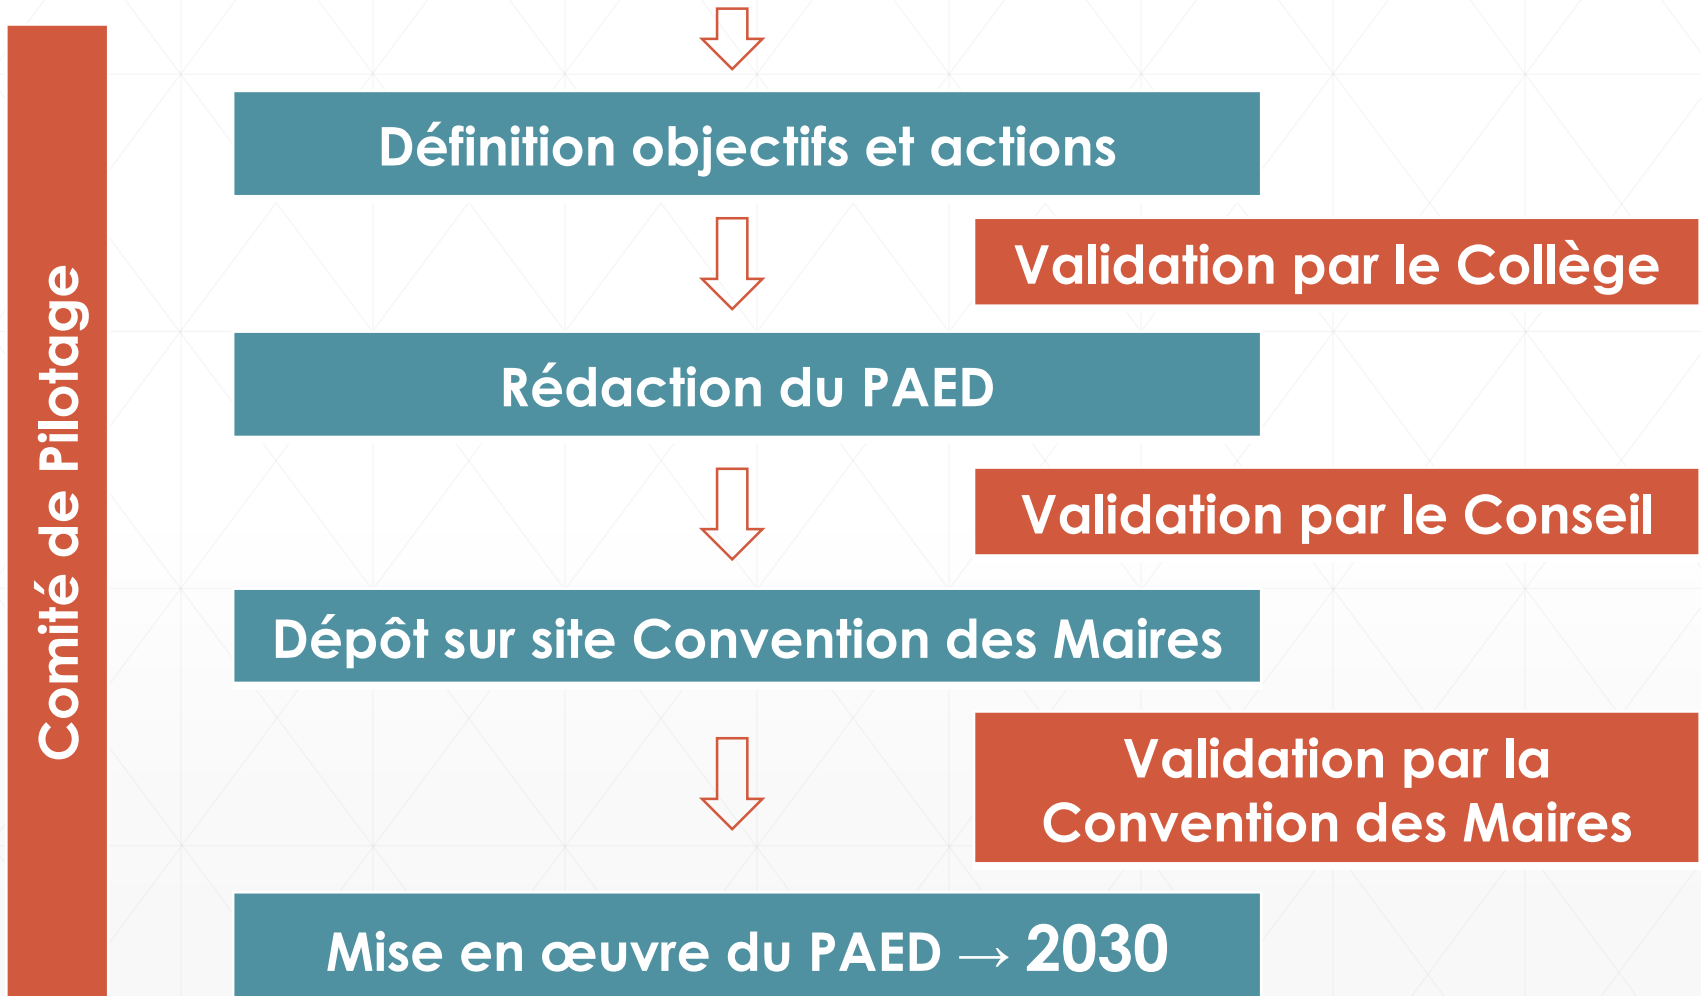 Comité de Pilotage
Définition objectifs et actions
Validation par le Collège
Rédaction du PAED
Validation par le Conseil
Dépôt sur site Convention des Maires
Validation par la
Convention des Maires
Mise en œuvre du PAED → 2030